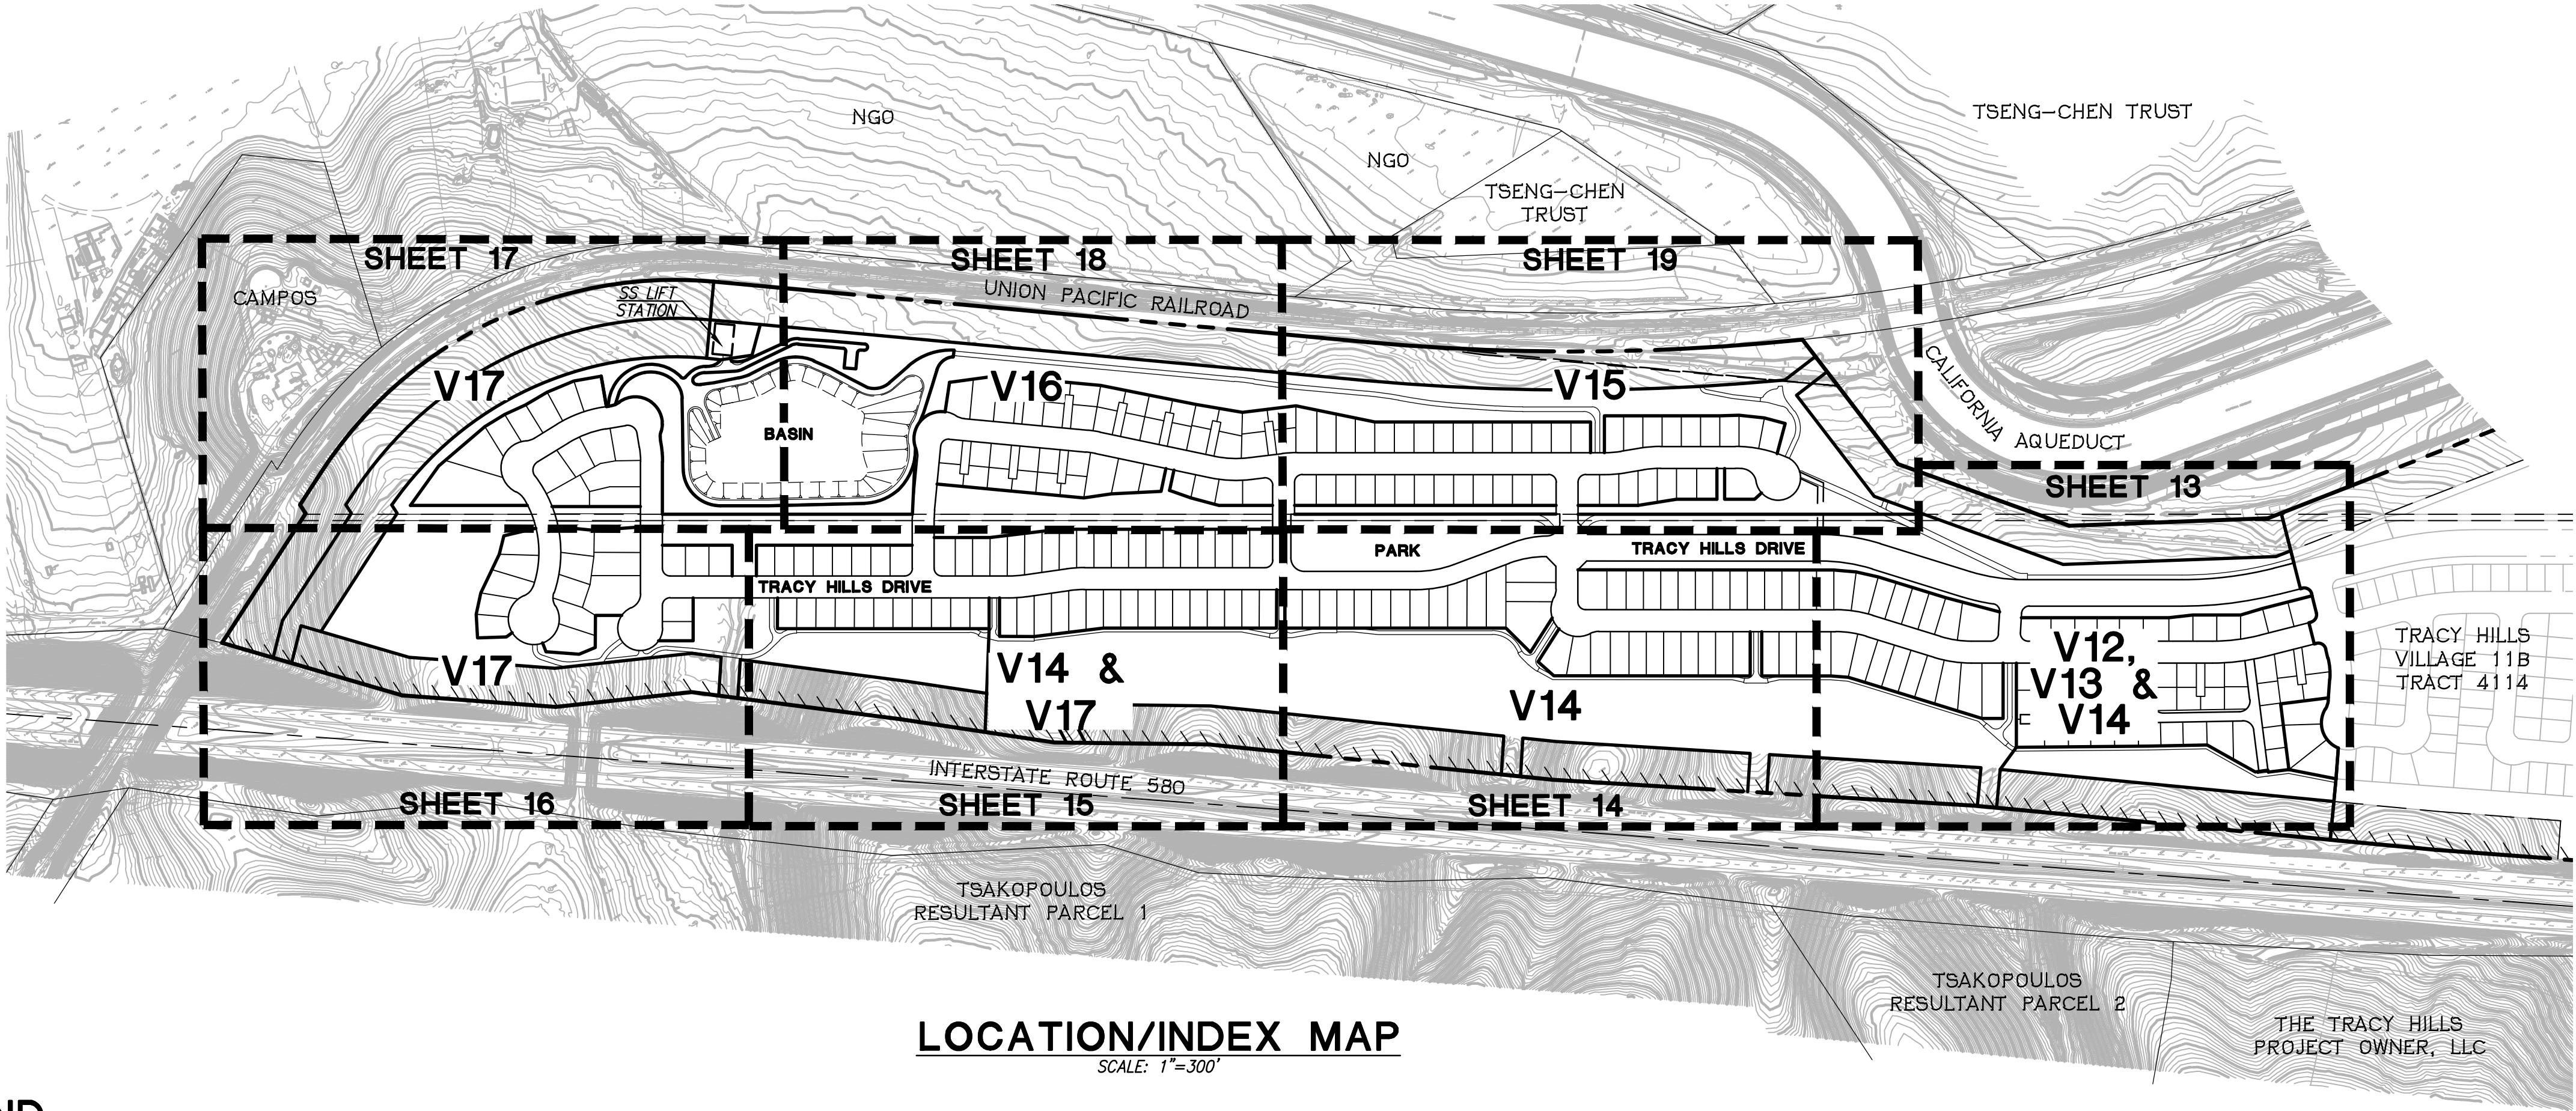 TSENG-CHEN TRUST
NGO
NGO
TSENG-CHEN
TRUST
SHEET 17
SHEET 18
SHEET 19
CAMPOS
SS LIFT
STATION
UNION PACIFIC RAILROAD
CALIFORNIA AQUEDUCT
V17
V16
V15
BASIN
SHEET 13
PARK
TRACY HILLS DRIVE
TRACY HILLS DRIVE
TRACY HILLS
VILLAGE 11B
TRACT 4114
V17
V14 &
V17
V14
V12,
V13 &
V14
INTERSTATE ROUTE 580
SHEET 16
SHEET 15
SHEET 14
TSAKOPOULOS
RESULTANT PARCEL 1
TSAKOPOULOS
RESULTANT PARCEL 2
THE TRACY HILLS
PROJECT OWNER, LLC
LOCATION/INDEX MAP
SCALE: 1"=300'